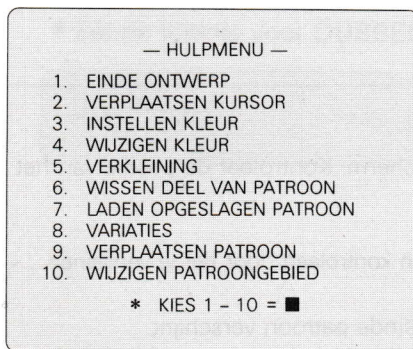 — HULPMENU —
1. EINDE ONTWERP
2. VERPLAATSEN KURSOR
3. INSTELLEN KLEUR
4. WIJZIGEN KLEUR
5. VERKLEINING
6. WISSEN DEEL VAN PATROON
7. LADEN OPGESLAGEN PATROON
8. VARIATIES
9. VERPLAATSEN PATROON
10. WIJZIGEN PATROONGEBIED
* KIES 1 – 10 = ■